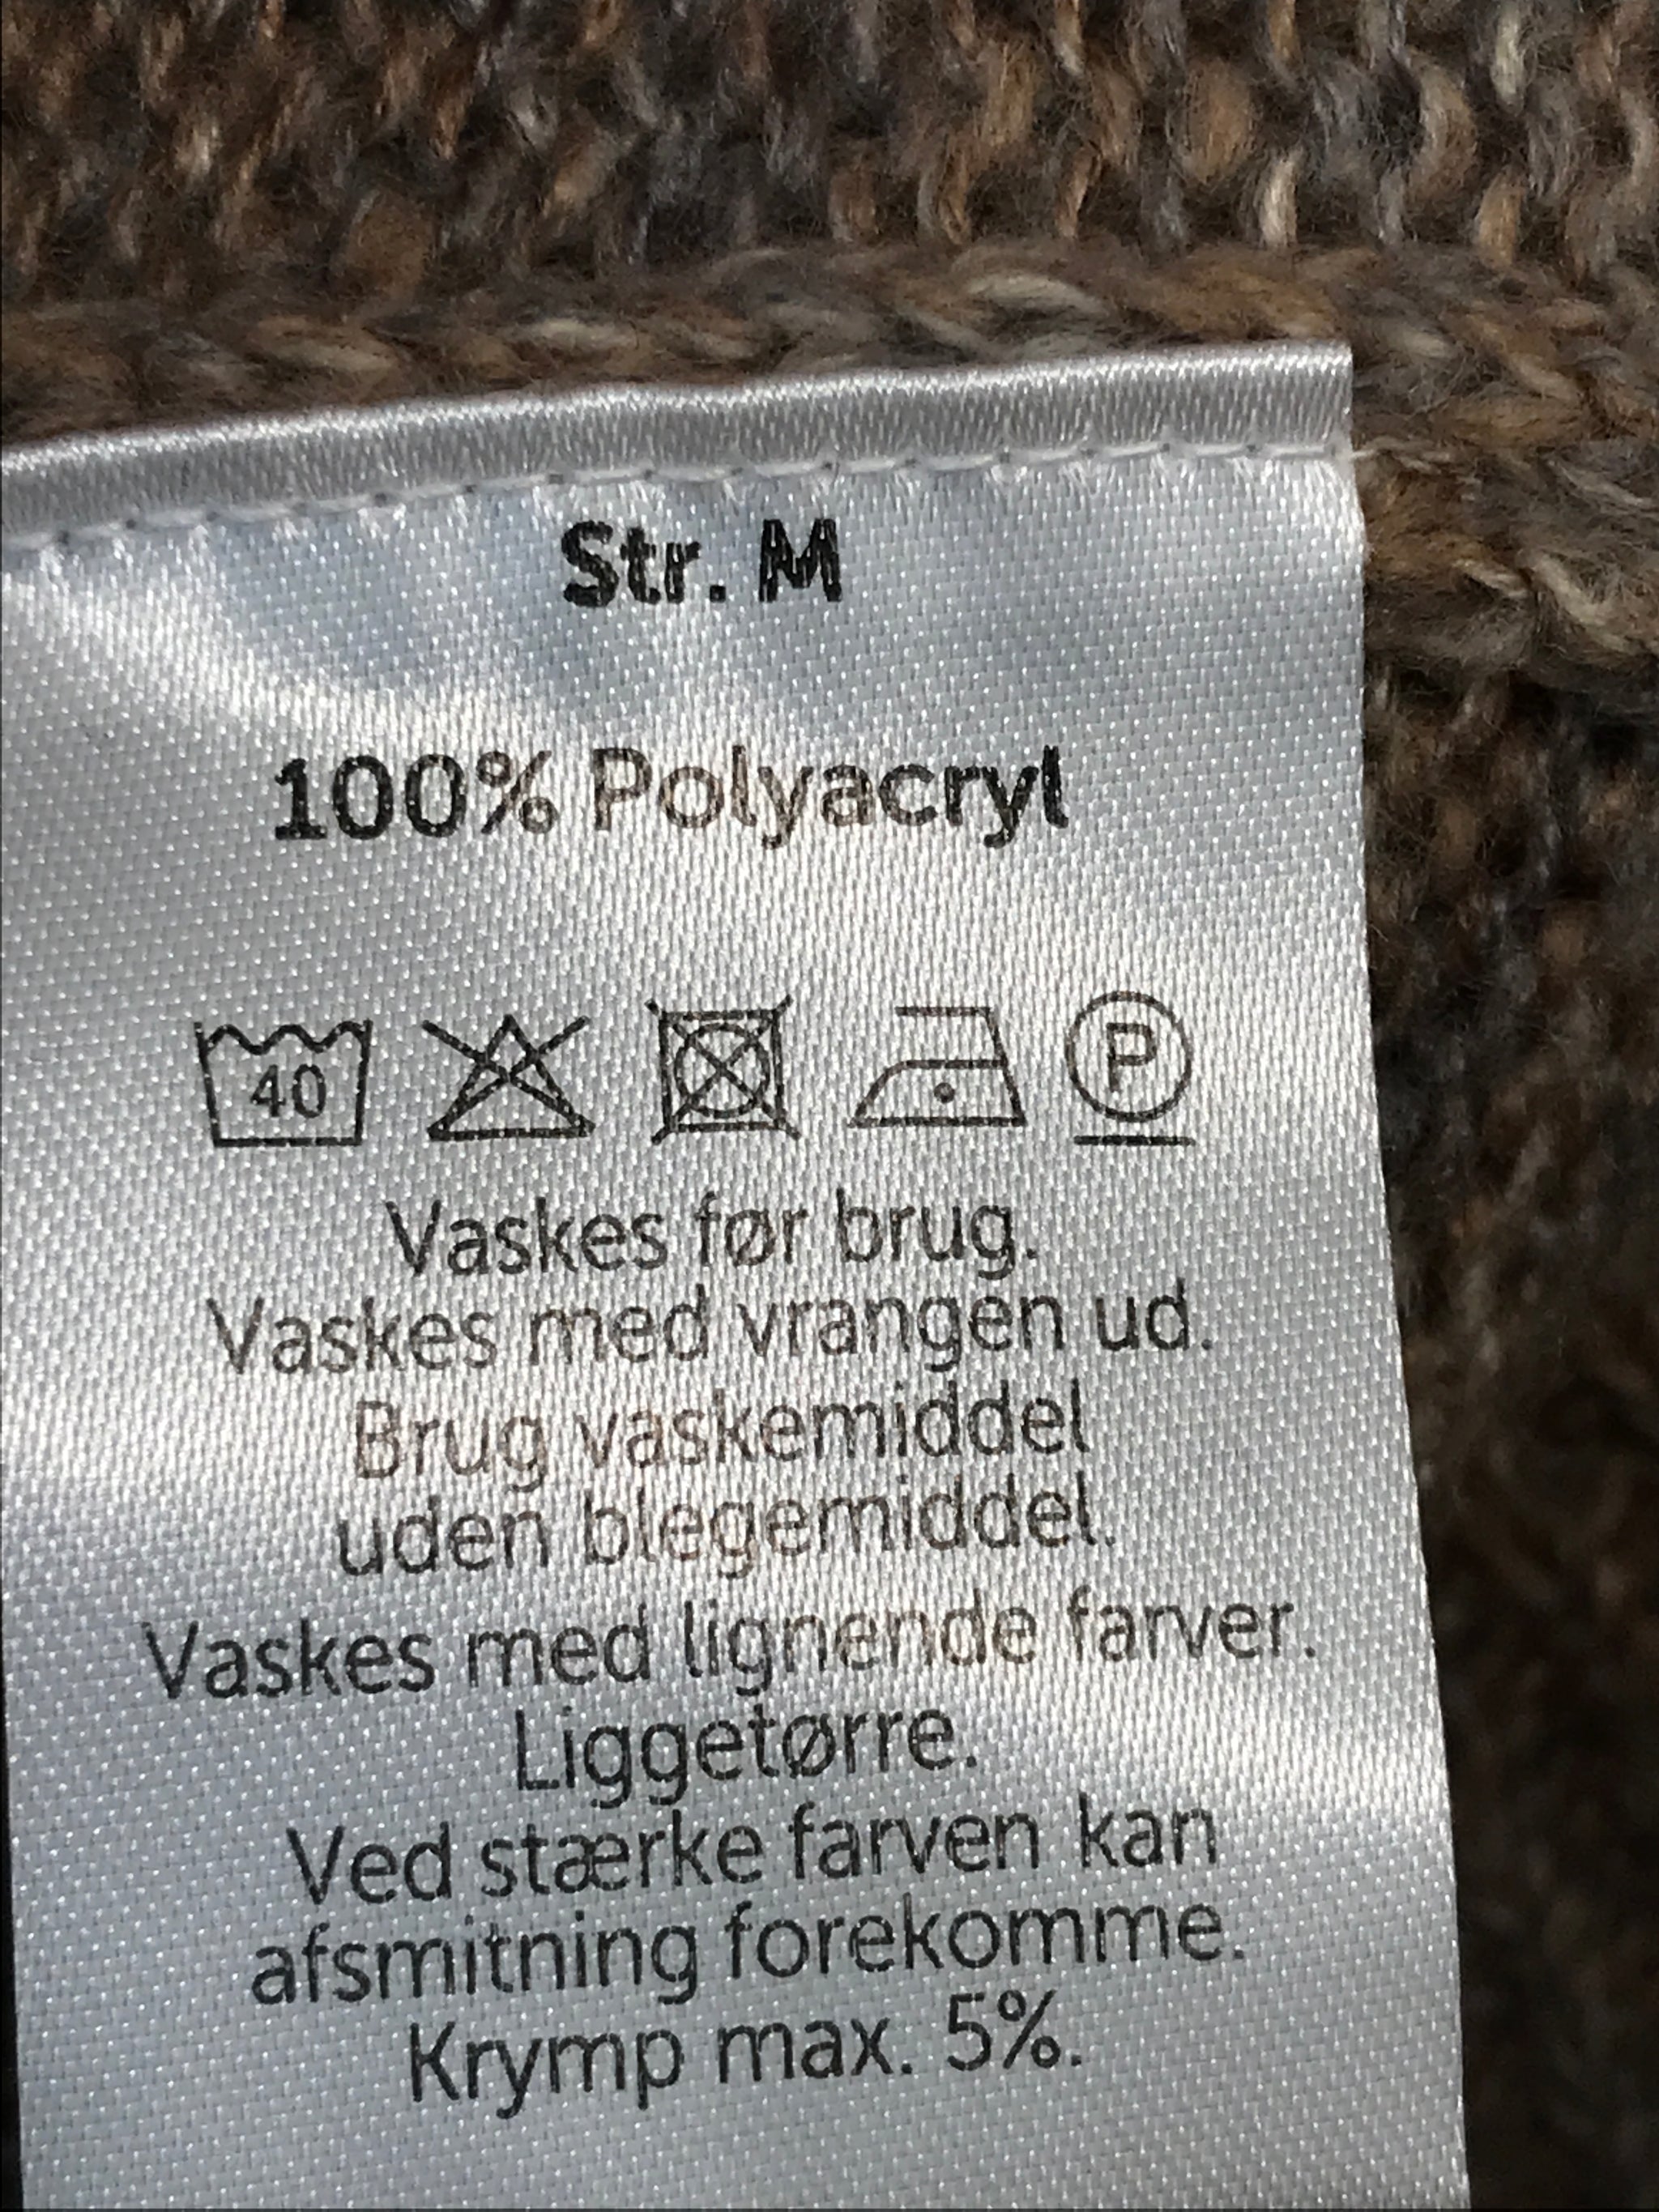 Str. M
100% Polyacryl
40 P
Vaskes før brug.
Vaskes med vrangen ud.
Brug vaskemiddel
uden blegemiddel.
Vaskes med lignende farver.
Liggetørre.
Ved stærke farven kan
afsmitning forekomme.
Krymp max. 5%.